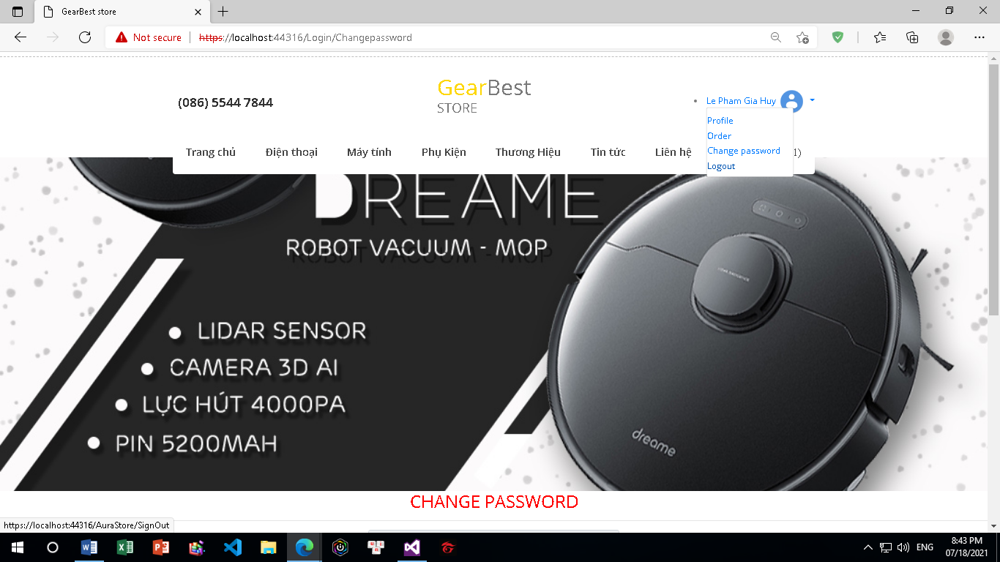 GearBest store
Not secure
https://localhost:44316/Login/Changepassword
(086) 5544 7844
GearBest
STORE
Le Pham Gia Huy
Profile
Order
Change password
Logout
Trang chủ Điện thoại Máy tính Phụ Kiện Thương Hiệu Tin tức Liên hệ 1)
DREAME
ROBOT VACUUM - MOP
LIDAR SENSOR
CAMERA 3D AI
LỰC HÚT 4000PA
PIN 5200MAH
dreame
CHANGE PASSWORD
https://localhost:44316/AuraStore/SignOut
ENG
8:43 PM
07/18/2021